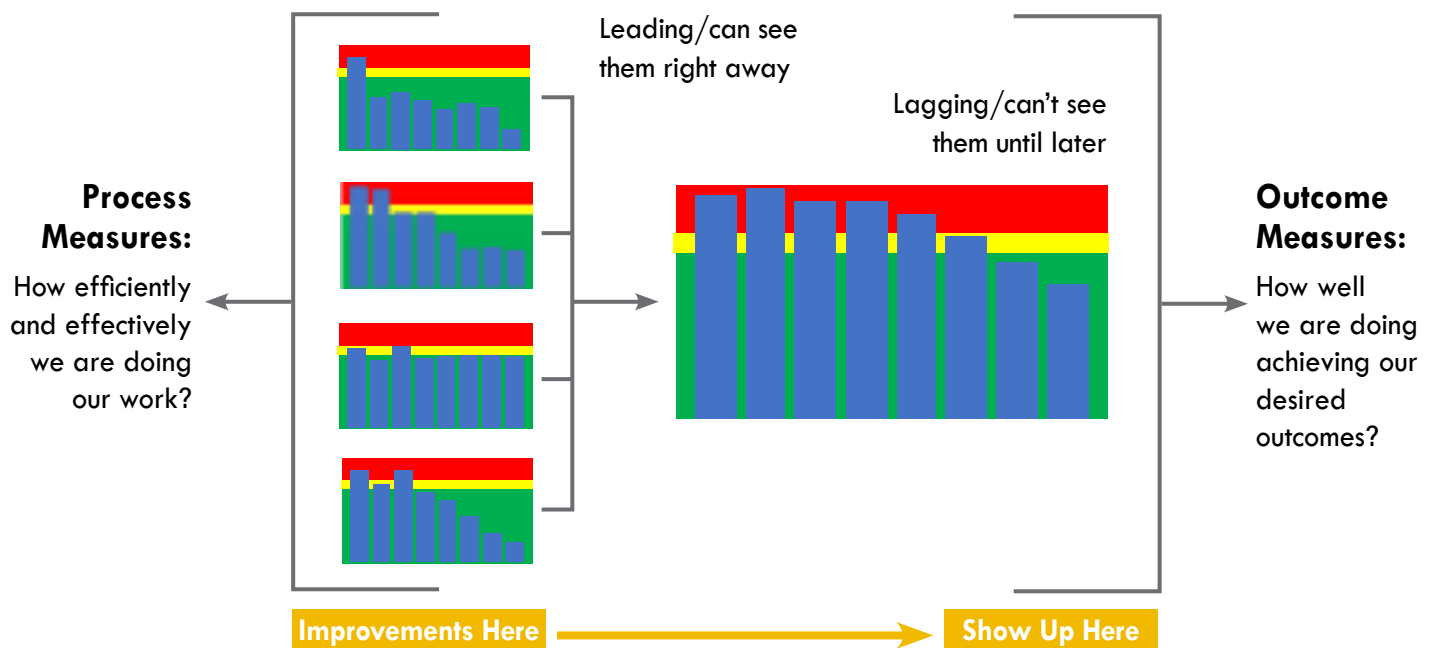 Leading/can see
them right away
Lagging/can’t see
them until later
Process
Measures:
How efficiently
and effectively
we are doing
our work?
Outcome
Measures:
How well
we are doing
achieving our
desired
outcomes?
Improvements Here
Show Up Here